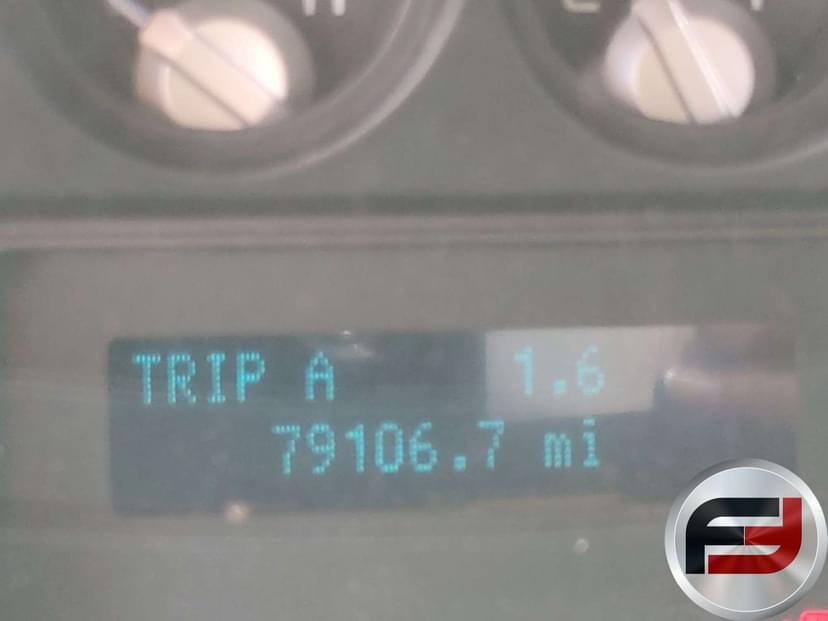 H
E F
TRIP A 1.6
79106.7 mi